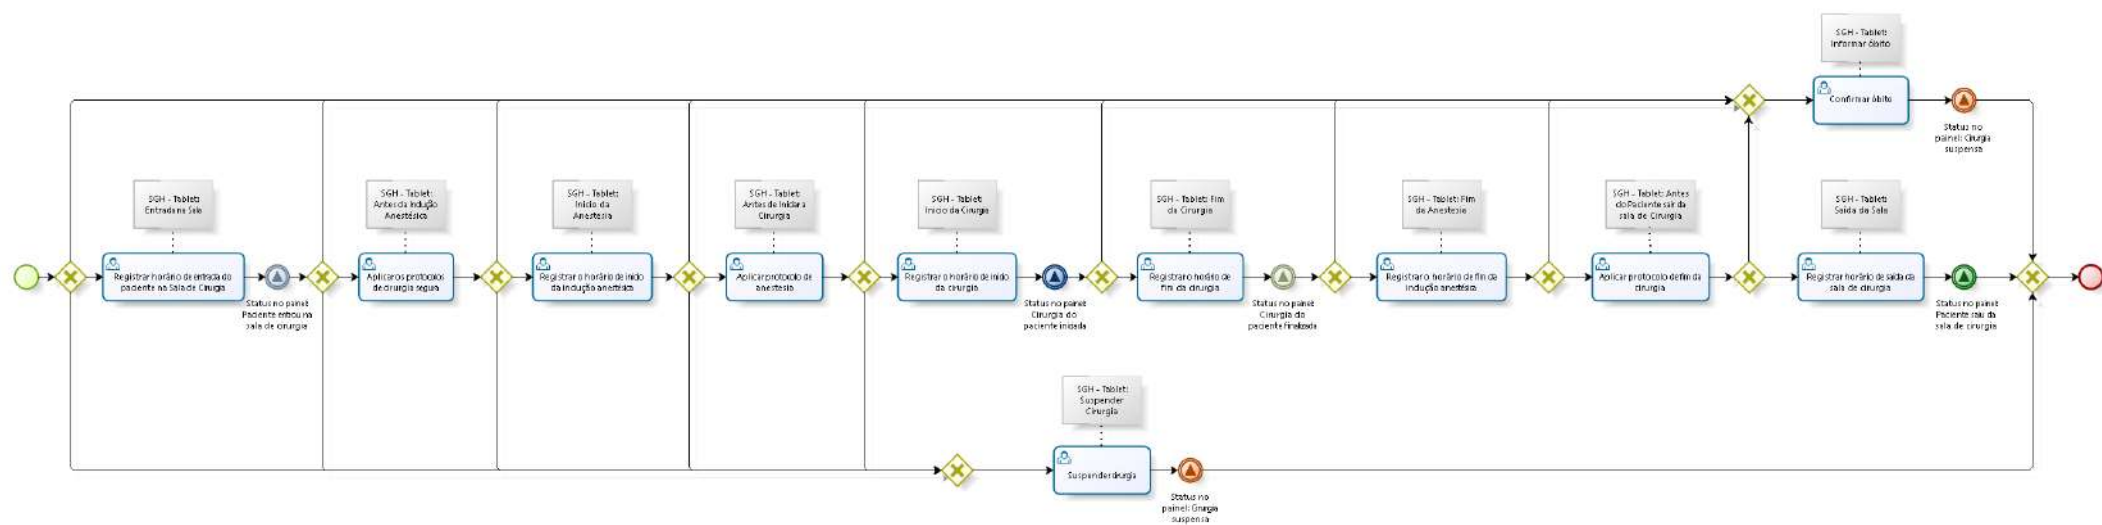 SGH - Tablet:
Informar óbito
Confirmar óbito
Status no
painel: Cirurgia
suspensa
SGH - Tablet:
Entrada na Sala
SGH - Tablet:
Antes da Indução
Anestésica
SGH - Tablet:
Início da
Anestesia
SGH - Tablet:
Antes de Iniciar a
Cirurgia
SGH - Tablet:
Início da Cirurgia
SGH - Tablet: Fim
da Cirurgia
SGH - Tablet: Fim
da Anestesia
SGH - Tablet: Antes
do Paciente sair da
sala de Cirurgia
SGH - Tablet:
Saída da Sala
Registrar horário de entrada do
paciente na Sala de Cirurgia
Status no painel:
Paciente entrou na
sala de cirurgia
Aplicar os protocolos
de cirurgia segura
Registrar o horário de início
da indução anestésica
Aplicar protocolo de
anestesia
Registrar o horário de início
da cirurgia
Status no painel:
Cirurgia do
paciente iniciada
Registrar o horário de
fim da cirurgia
Status no painel:
Cirurgia do
paciente finalizada
Registrar o horário de fim da
indução anestésica
Aplicar protocolo de fim da
cirurgia
Registrar horário de saída da
sala de cirurgia
Status no painel:
Paciente saiu da
sala de cirurgia
SGH - Tablet:
Suspender
Cirurgia
Suspender cirurgia
Status no
painel: Cirurgia
suspensa